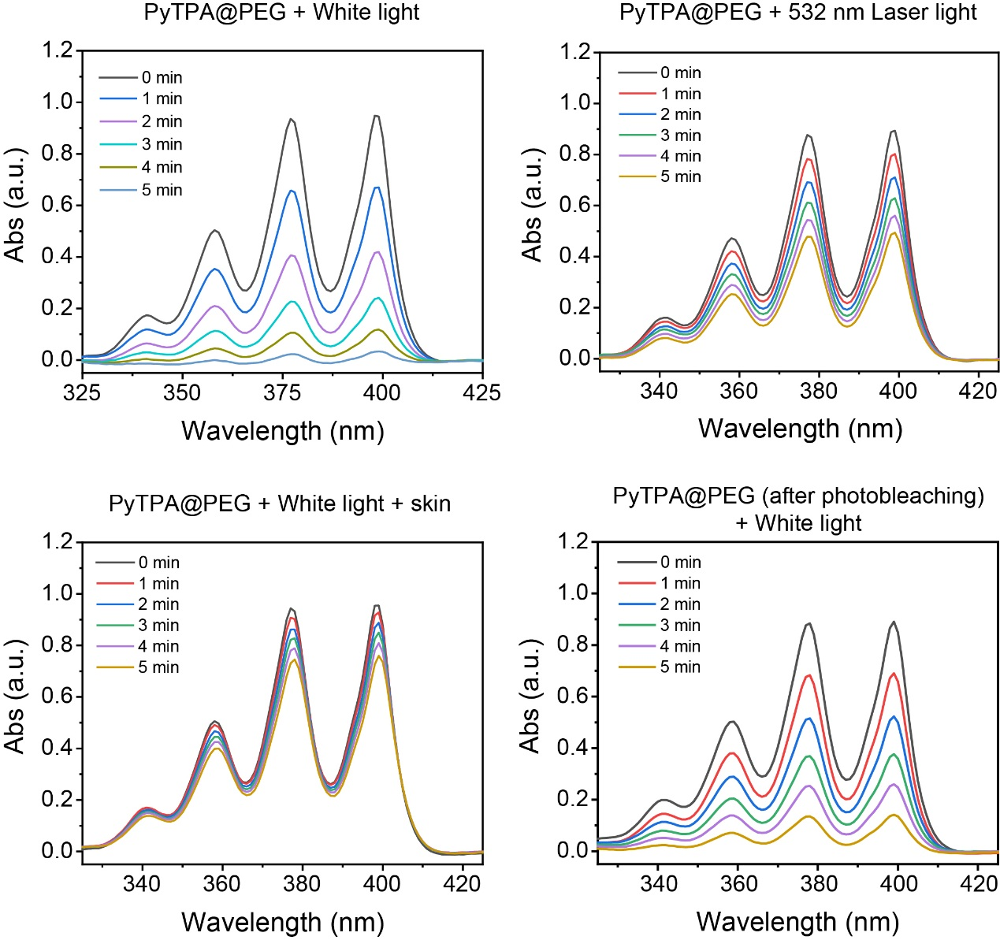 PyTPA@PEG + White light
1.2
1.0
0.8
0.6
0.4
0.2
0.0
Abs (a.u.)
0 min
1 min
2 min
3 min
4 min
5 min
325 350 375 400 425
Wavelength (nm)
PyTPA@PEG + 532 nm Laser light
1.2
1.0
0.8
0.6
0.4
0.2
0.0
Abs (a.u.)
0 min
1 min
2 min
3 min
4 min
5 min
340 360 380 400 420
Wavelength (nm)
PyTPA@PEG + White light + skin
1.2
1.0
0.8
0.6
0.4
0.2
0.0
Abs (a.u.)
0 min
1 min
2 min
3 min
4 min
5 min
340 360 380 400 420
Wavelength (nm)
PyTPA@PEG (after photobleaching)
+ White light
1.2
1.0
0.8
0.6
0.4
0.2
0.0
Abs (a.u.)
0 min
1 min
2 min
3 min
4 min
5 min
340 360 380 400 420
Wavelength (nm)